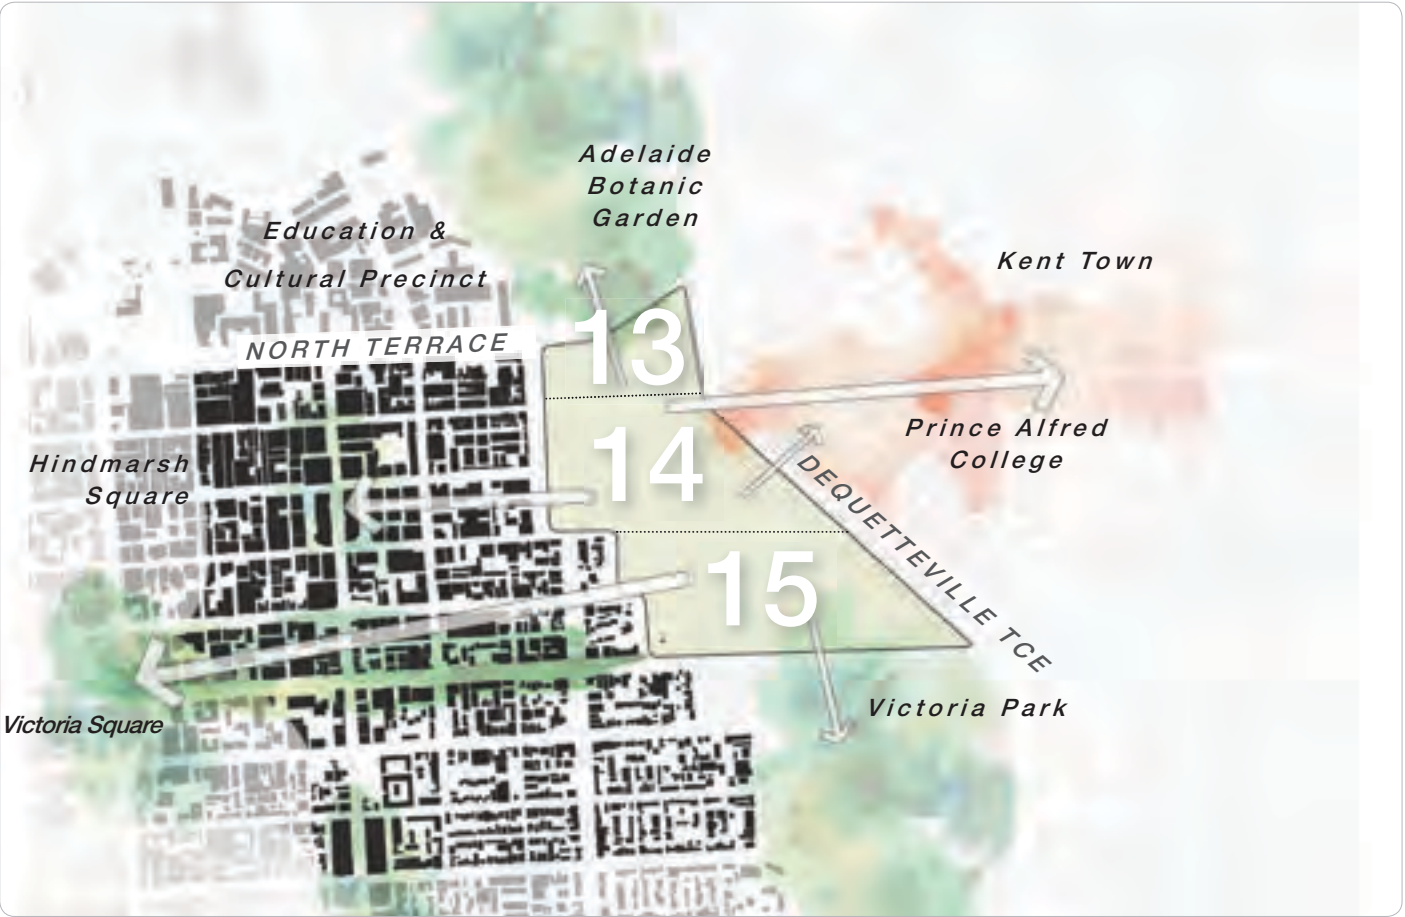 Adelaide
Botanic
Garden
Education &
Cultural Precinct
Kent Town
NORTH TERRACE
13
Prince Alfred
College
14
Hindmarsh
Square
DEQUETTEVILLE TCE
15
Victoria Park
Victoria Square